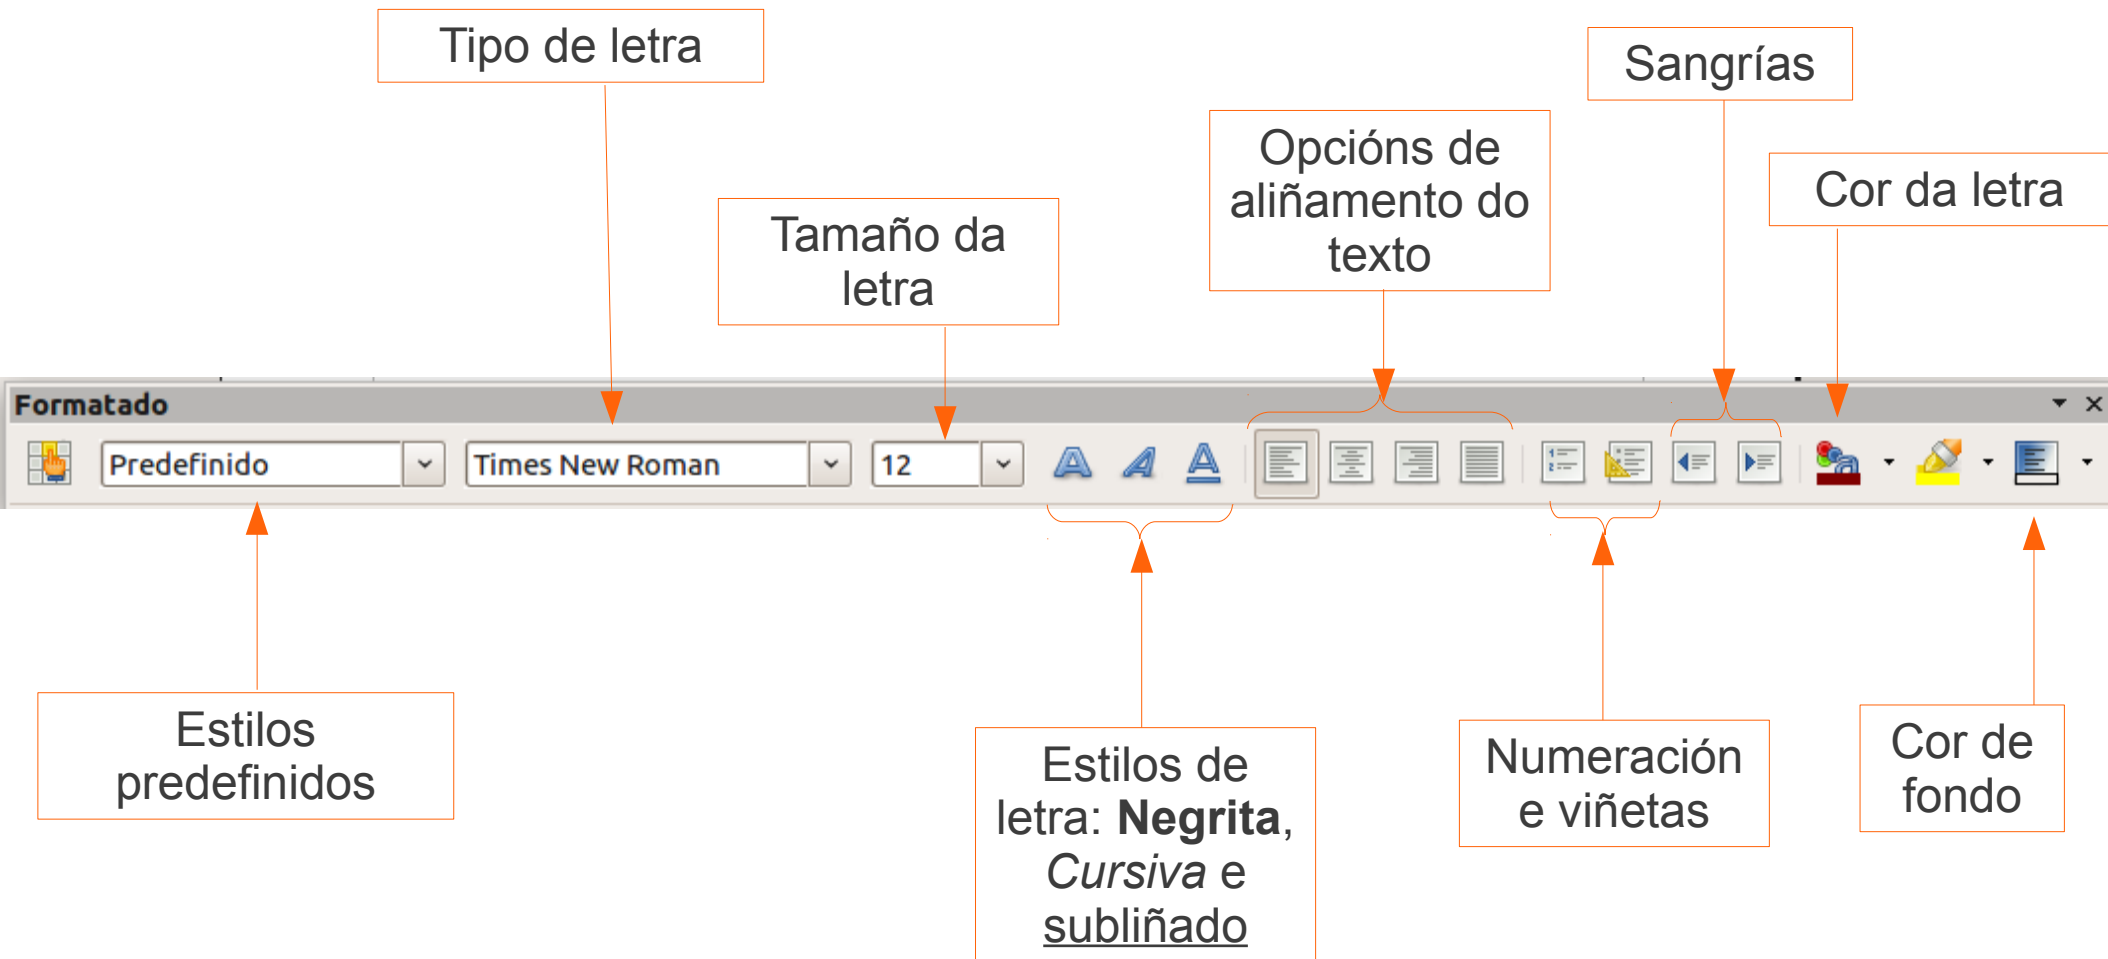 Tipo de letra
Sangrías
Opcións de
aliñamento do
texto
Cor da letra
Tamaño da
letra
Formatado
Predefinido
Times New Roman
12
Estilos
predefinidos
Estilos de
letra: Negrita,
Cursiva e
subliñado
Numeración
e viñetas
Cor de
fondo